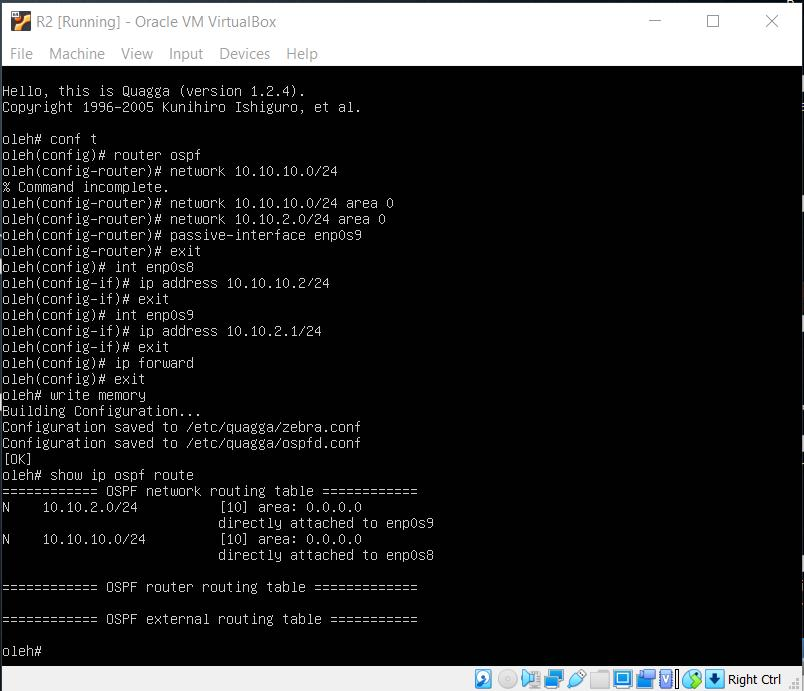 R2 [Running] - Oracle VM VirtualBox
File Machine View Input Devices Help
Hello, this is Quagga (version 1.2.4).
Copyright 1996-2005 Kunihiro Ishiguro, et al.
oleh# conf t
oleh(config)# router ospf
oleh(config-router)# network 10.10.10.0/24
% Command incomplete.
oleh(config-router)# network 10.10.10.0/24 area 0
oleh(config-router)# network 10.10.2.0/24 area 0
oleh(config-router)# passive-interface enp0s9
oleh(config-router)# exit
oleh(config)# int enp0s8
oleh(config-if)# ip address 10.10.10.2/24
oleh(config-if)# exit
oleh(config)# int enp0s9
oleh(config-if)# ip address 10.10.2.1/24
oleh(config-if)# exit
oleh(config)# ip forward
oleh(config)# exit
oleh# write memory
Building Configuration...
Configuration saved to /etc/quagga/zebra.conf
Configuration saved to /etc/quagga/ospfd.conf
[OK]
oleh# show ip ospf route
============ OSPF network routing table ============
N    10.10.2.0/24          [10] area: 0.0.0.0
                           directly attached to enp0s9
N    10.10.10.0/24         [10] area: 0.0.0.0
                           directly attached to enp0s8
============ OSPF router routing table =============
============ OSPF external routing table ===========
oleh#
Right Ctrl